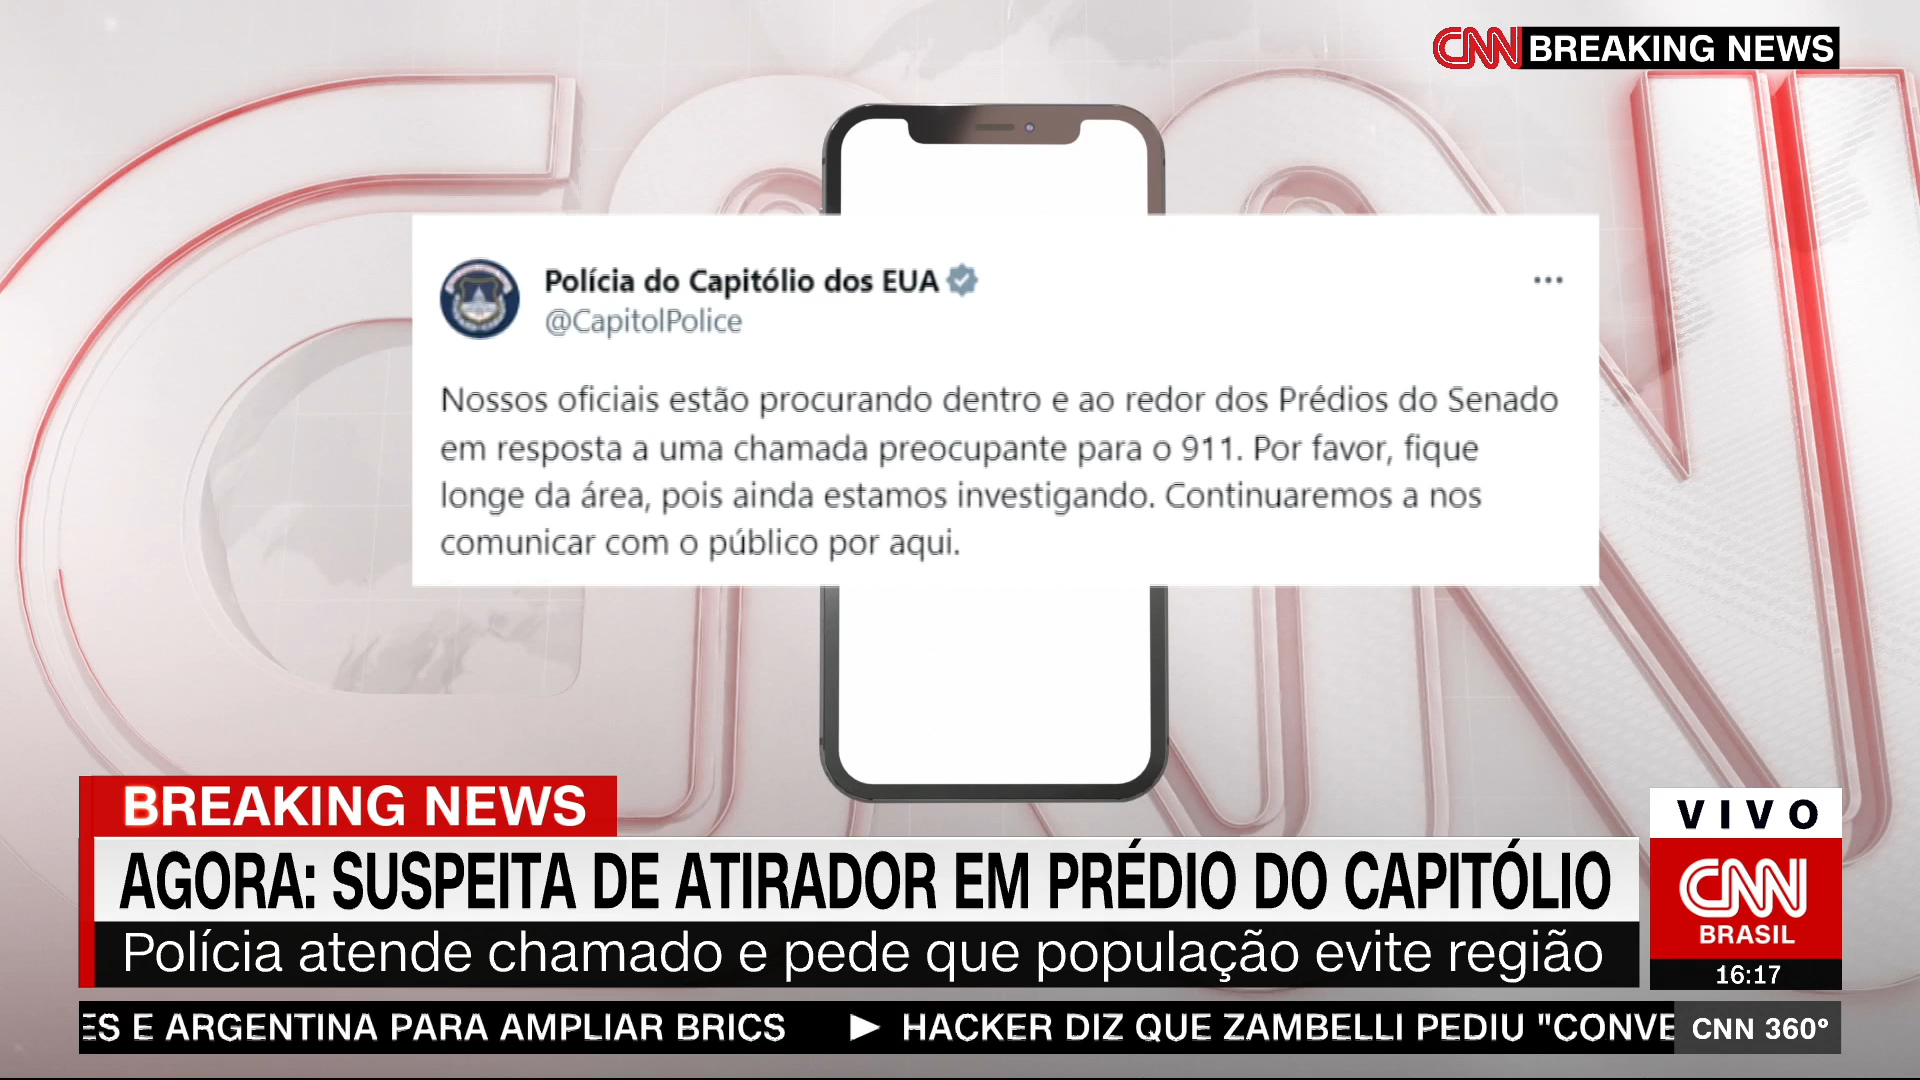 CNN BREAKING NEWS
Polícia do Capitólio dos EUA
@CapitolPolice
Nossos oficiais estão procurando dentro e ao redor dos Prédios do Senado
em resposta a uma chamada preocupante para o 911. Por favor, fique
longe da área, pois ainda estamos investigando. Continuaremos a nos
comunicar com o público por aqui.
BREAKING NEWS
AGORA: SUSPEITA DE ATIRADOR EM PRÉDIO DO CAPITÓLIO
Polícia atende chamado e pede que população evite região
VIVO
CNN
BRASIL
16:17
ES E ARGENTINA PARA AMPLIAR BRICS ▶ HACKER DIZ QUE ZAMBELLI PEDIU "CONVE
CNN 360°